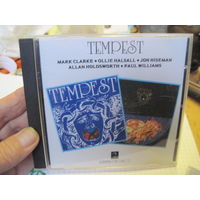 TEMPEST
MARK CLARKE • OLLIE HALSALL • JON HISEMAN
ALLAN HOLDSWORTH • PAUL WILLIAMS
TEMPEST